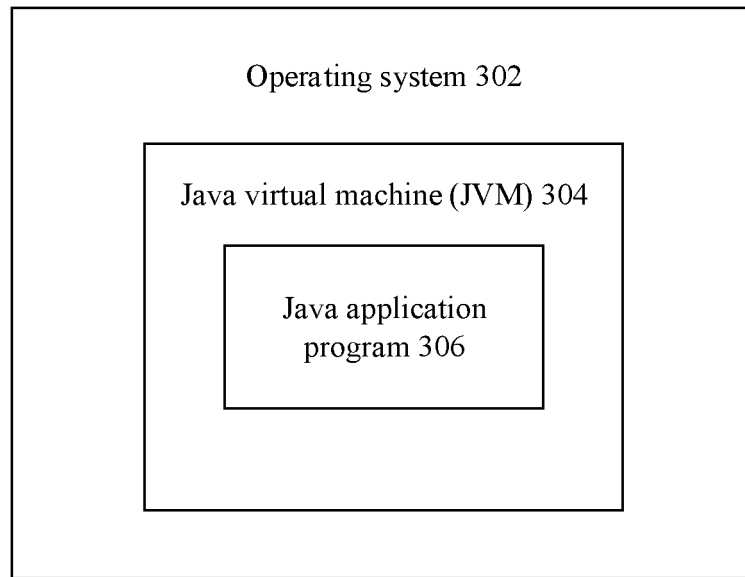 Operating system 302
Java virtual machine (JVM) 304
Java application
program 306